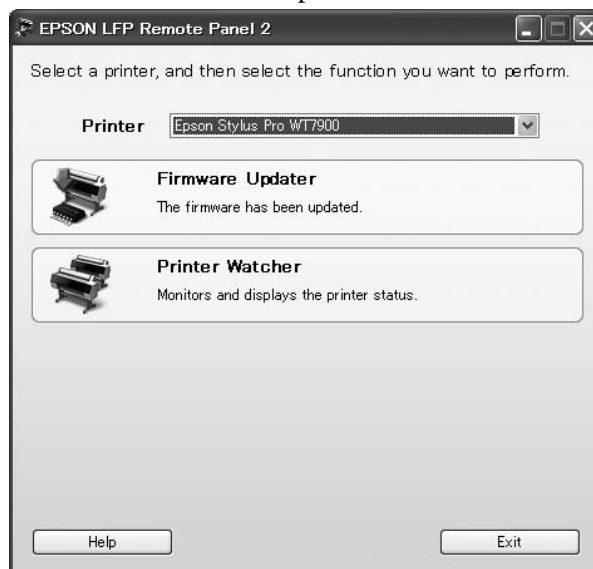 EPSON LFP Remote Panel 2
Select a printer, and then select the function you want to perform.
Printer
Epson Stylus Pro WT7900
Firmware Updater
The firmware has been updated.
Printer Watcher
Monitors and displays the printer status.
Help
Exit